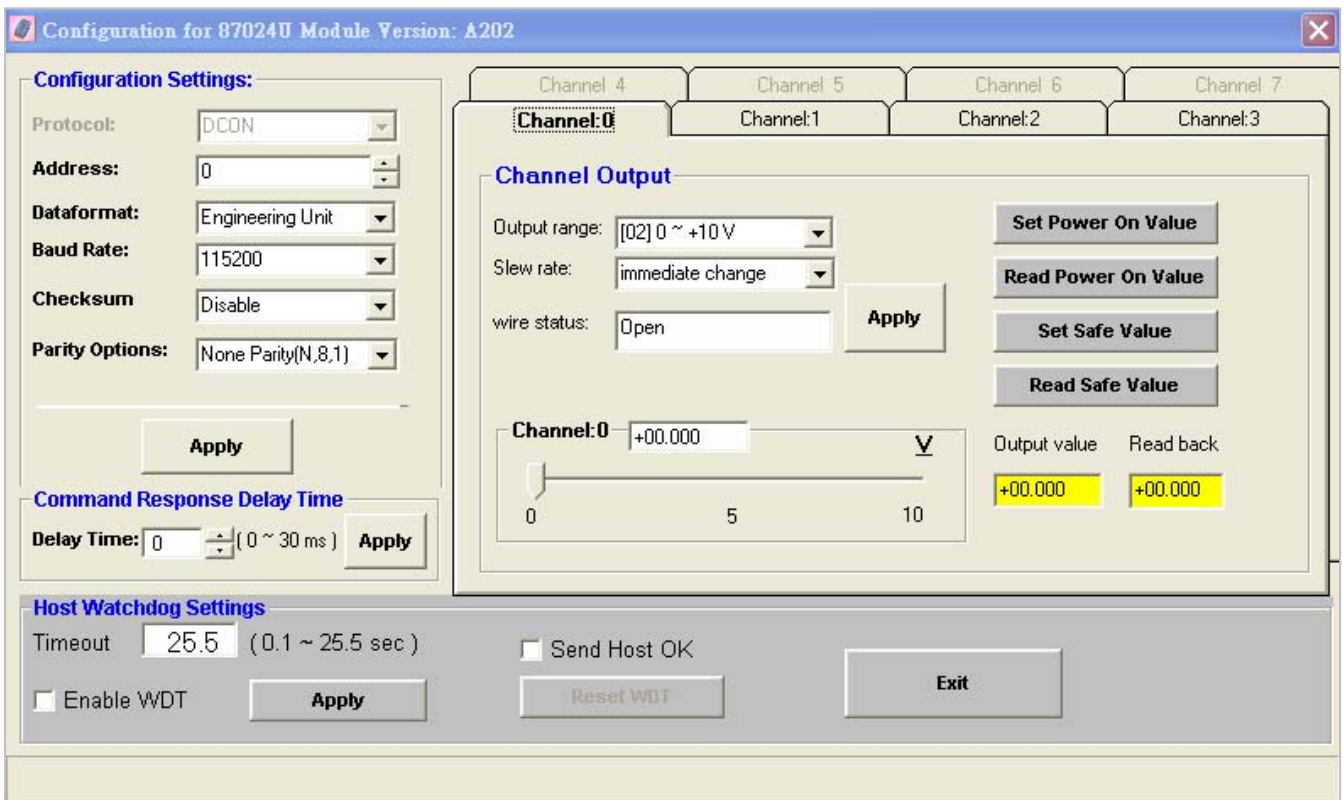 Configuration for 87024U Module Version: A202
Configuration Settings:
Protocol: DCON
Address: 0
Dataformat: Engineering Unit
Baud Rate: 115200
Checksum Disable
Parity Options: None Parity(N,8,1)
Apply
Command Response Delay Time
Delay Time: 0 ( 0 ~ 30 ms ) Apply
Channel 4 Channel 5 Channel 6 Channel 7
Channel:0 Channel:1 Channel:2 Channel:3
Channel Output
Output range: [02] 0 ~ +10 V
Slew rate: immediate change
wire status: Open
Apply
Set Power On Value
Read Power On Value
Set Safe Value
Read Safe Value
Channel:0 +00.000 V
0 5 10
Output value Read back
+00.000 +00.000
Host Watchdog Settings
Timeout 25.5 ( 0.1 ~ 25.5 sec )
Enable WDT Apply
Send Host OK
Reset WDT
Exit